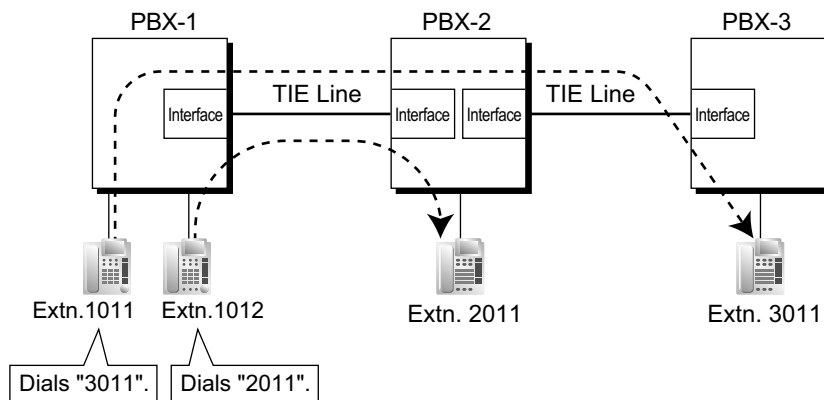 PBX-1
PBX-2
PBX-3
Interface
TIE Line
Interface
Interface
TIE Line
Interface
Extn.1011
Extn.1012
Extn. 2011
Extn. 3011
Dials "3011".
Dials "2011".